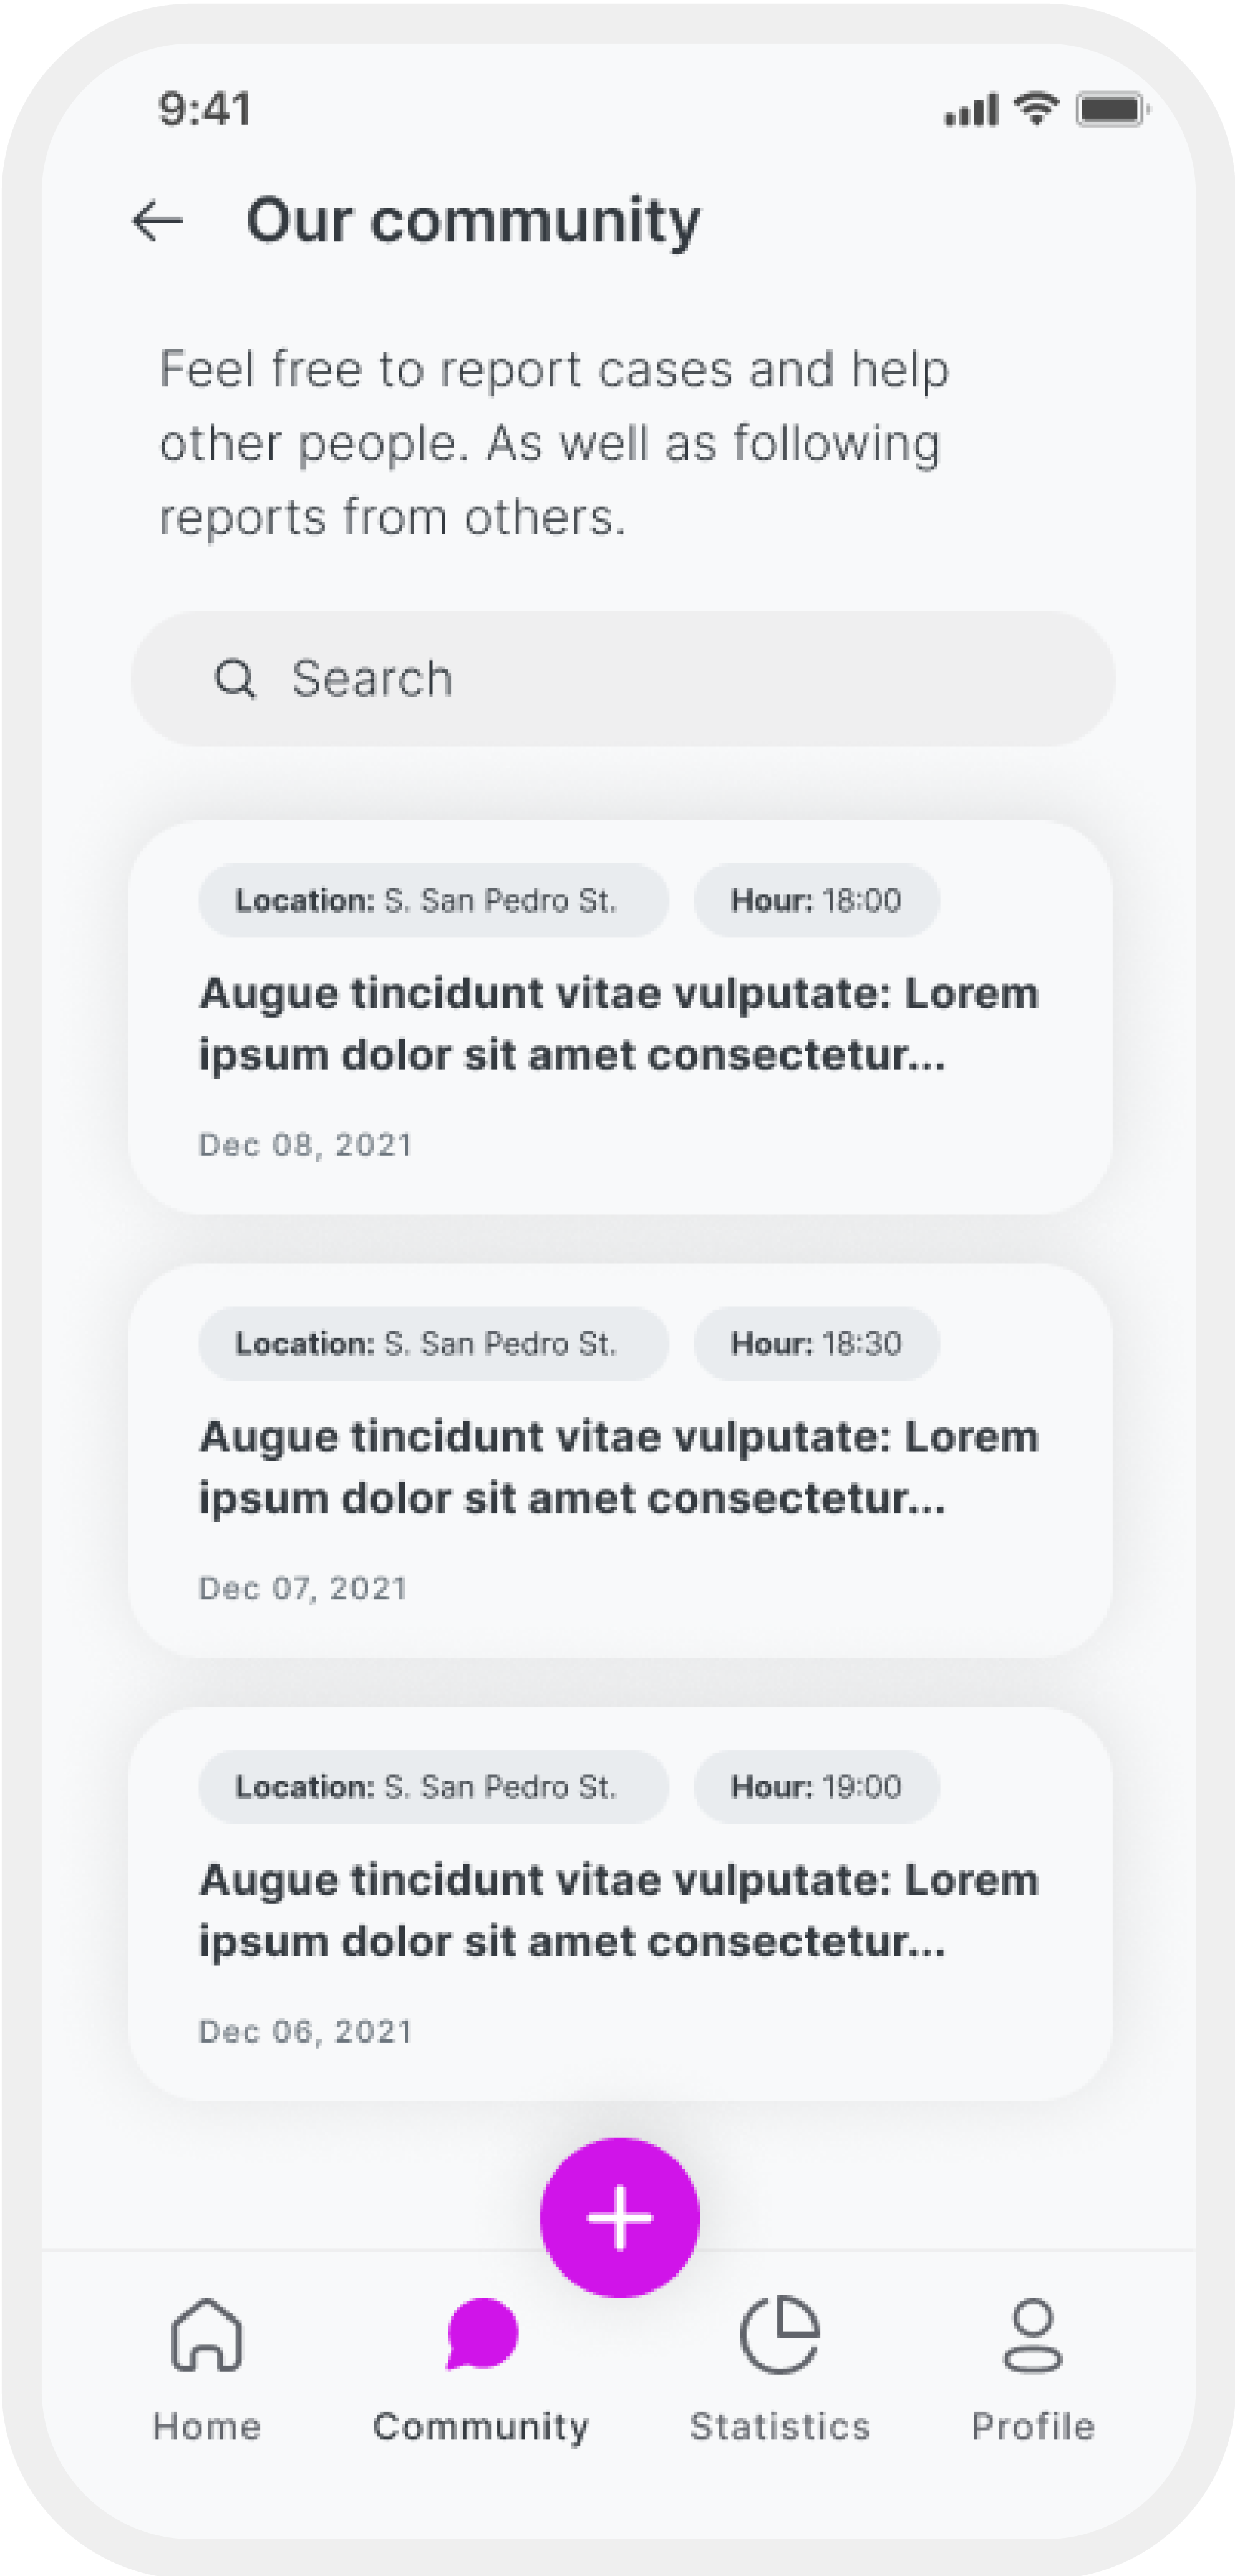 9:41
Our community
Feel free to report cases and help
other people. As well as following
reports from others.
Search
Location: S. San Pedro St. Hour: 18:00
Augue tincidunt vitae vulputate: Lorem
ipsum dolor sit amet consectetur...
Dec 08, 2021
Location: S. San Pedro St. Hour: 18:30
Augue tincidunt vitae vulputate: Lorem
ipsum dolor sit amet consectetur...
Dec 07, 2021
Location: S. San Pedro St. Hour: 19:00
Augue tincidunt vitae vulputate: Lorem
ipsum dolor sit amet consectetur...
Dec 06, 2021
Home Community Statistics Profile